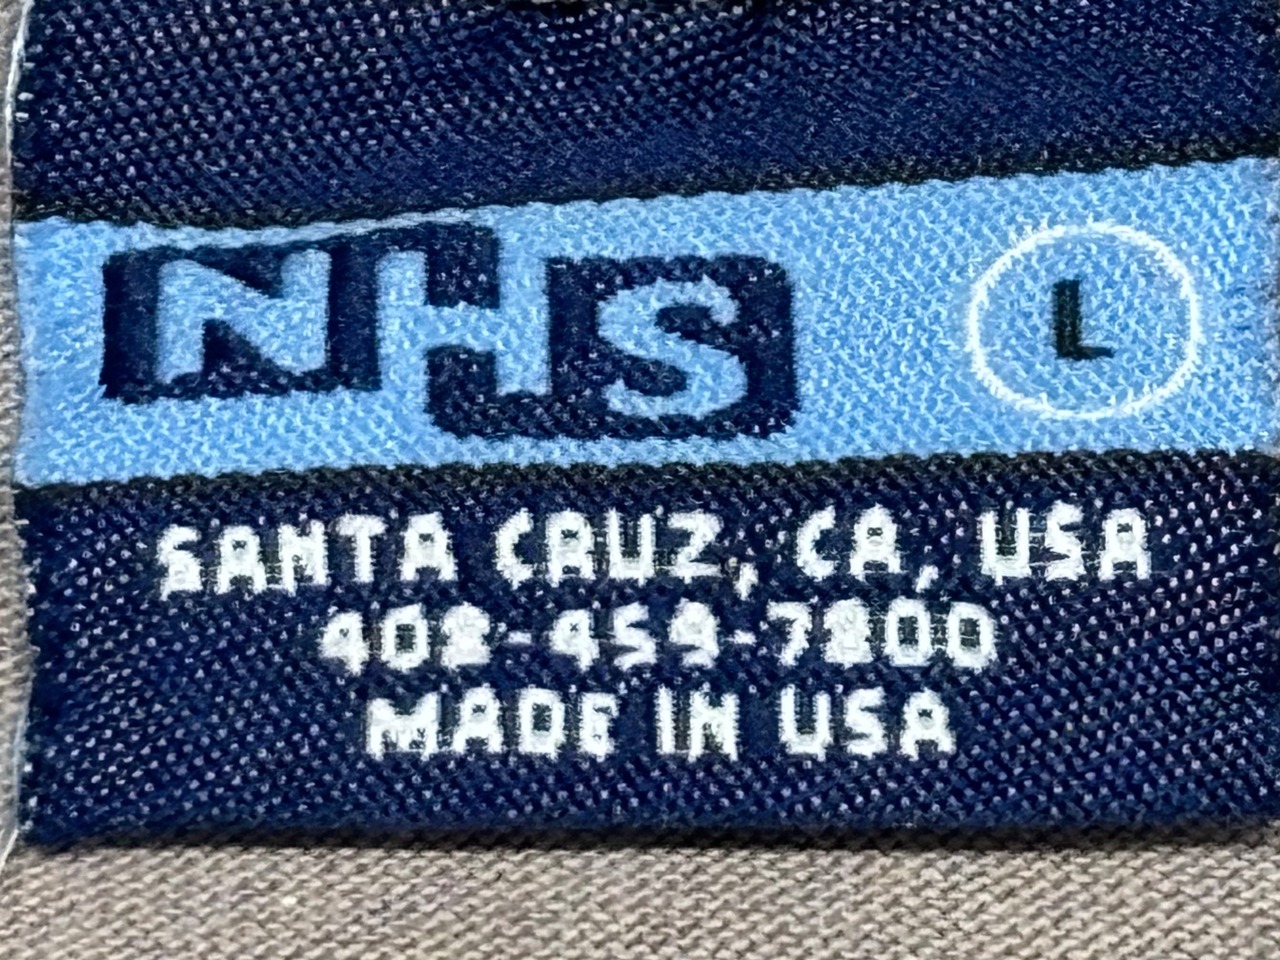 NHS L
SANTA CRUZ, CA, USA
408-459-7800
MADE IN USA